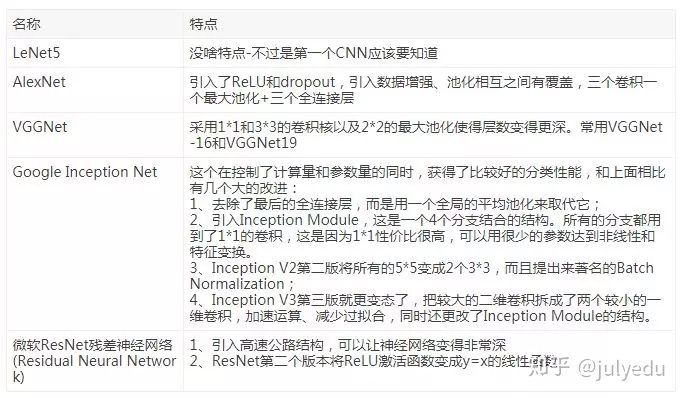 名称 特点
LeNet5 没啥特点-不过是第一个CNN应该要知道
AlexNet 引入了ReLU和dropout，引入数据增强、池化相互之间有覆盖，三个卷积一
个最大池化+三个全连接层
VGGNet 采用1*1和3*3的卷积核以及2*2的最大池化使得层数变得更深。常用VGGNet
-16和VGGNet19
Google Inception Net 这个在控制了计算量和参数量的同时，获得了比较好的分类性能，和上面相比
有几个大的改进：
1、去除了最后的全连接层，而是用一个全局的平均池化来取代它；
2、引入Inception Module，这是一个4个分支结合的结构。所有的分支都用
到了1*1的卷积，这是因为1*1性价比很高，可以用很少的参数达到非线性和
特征变换。
3、Inception V2第二版将所有的5*5变成2个3*3，而且提出来著名的Batch
Normalization；
4、Inception V3第三版就更变态了，把较大的二维卷积拆成了两个较小的一
维卷积，加速运算、减少过拟合，同时还更改了Inception Module的结构。
微软ResNet残差神经网络
(Residual Neural Networ
k)
1、引入高速公路结构，可以让神经网络变得非常深
2、ResNet第二个版本将ReLU激活函数变成y=x的线性函数
知乎 @julyedu